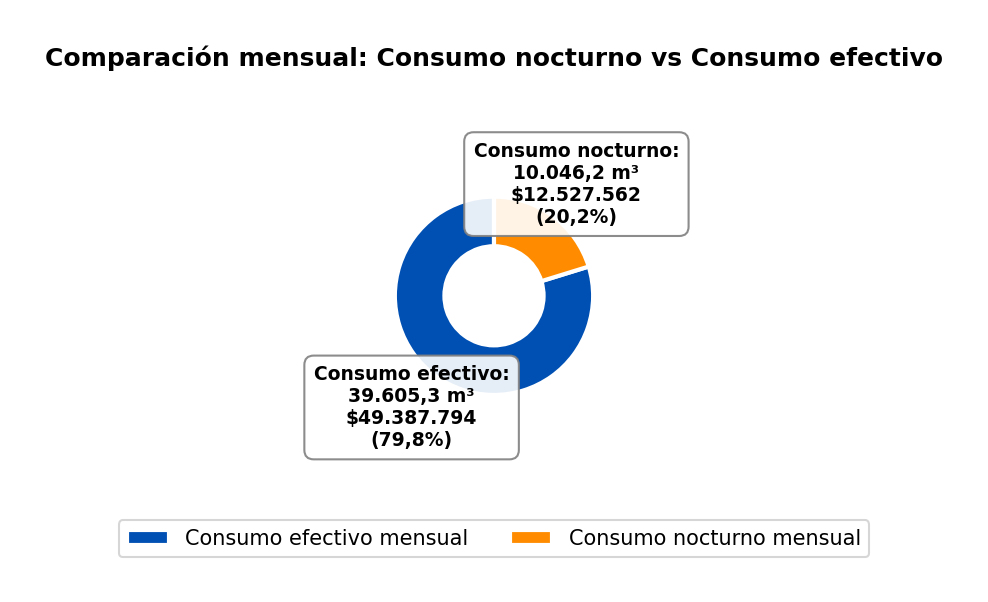 Comparación mensual: Consumo nocturno vs Consumo efectivo
Consumo nocturno:
10.046,2 m³
$12.527.562
(20,2%)
Consumo efectivo:
39.605,3 m³
$49.387.794
(79,8%)
Consumo efectivo mensual
Consumo nocturno mensual